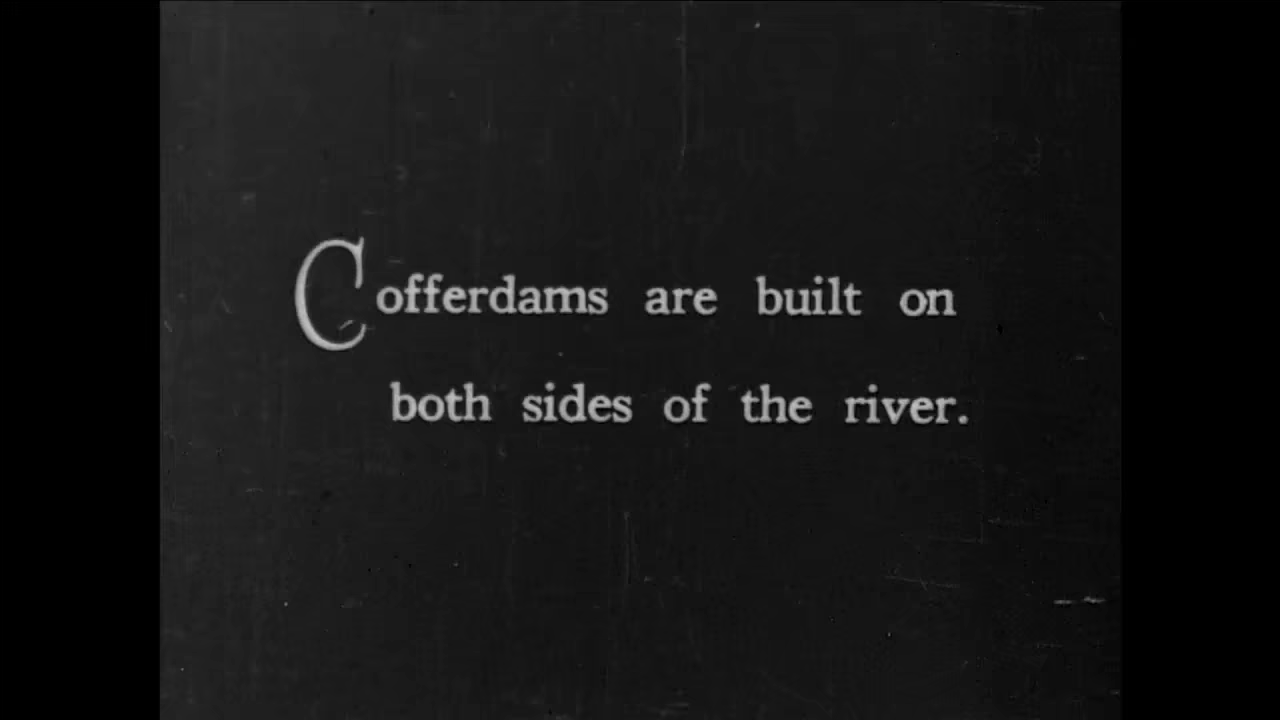 Cofferdams are built on
both sides of the river.